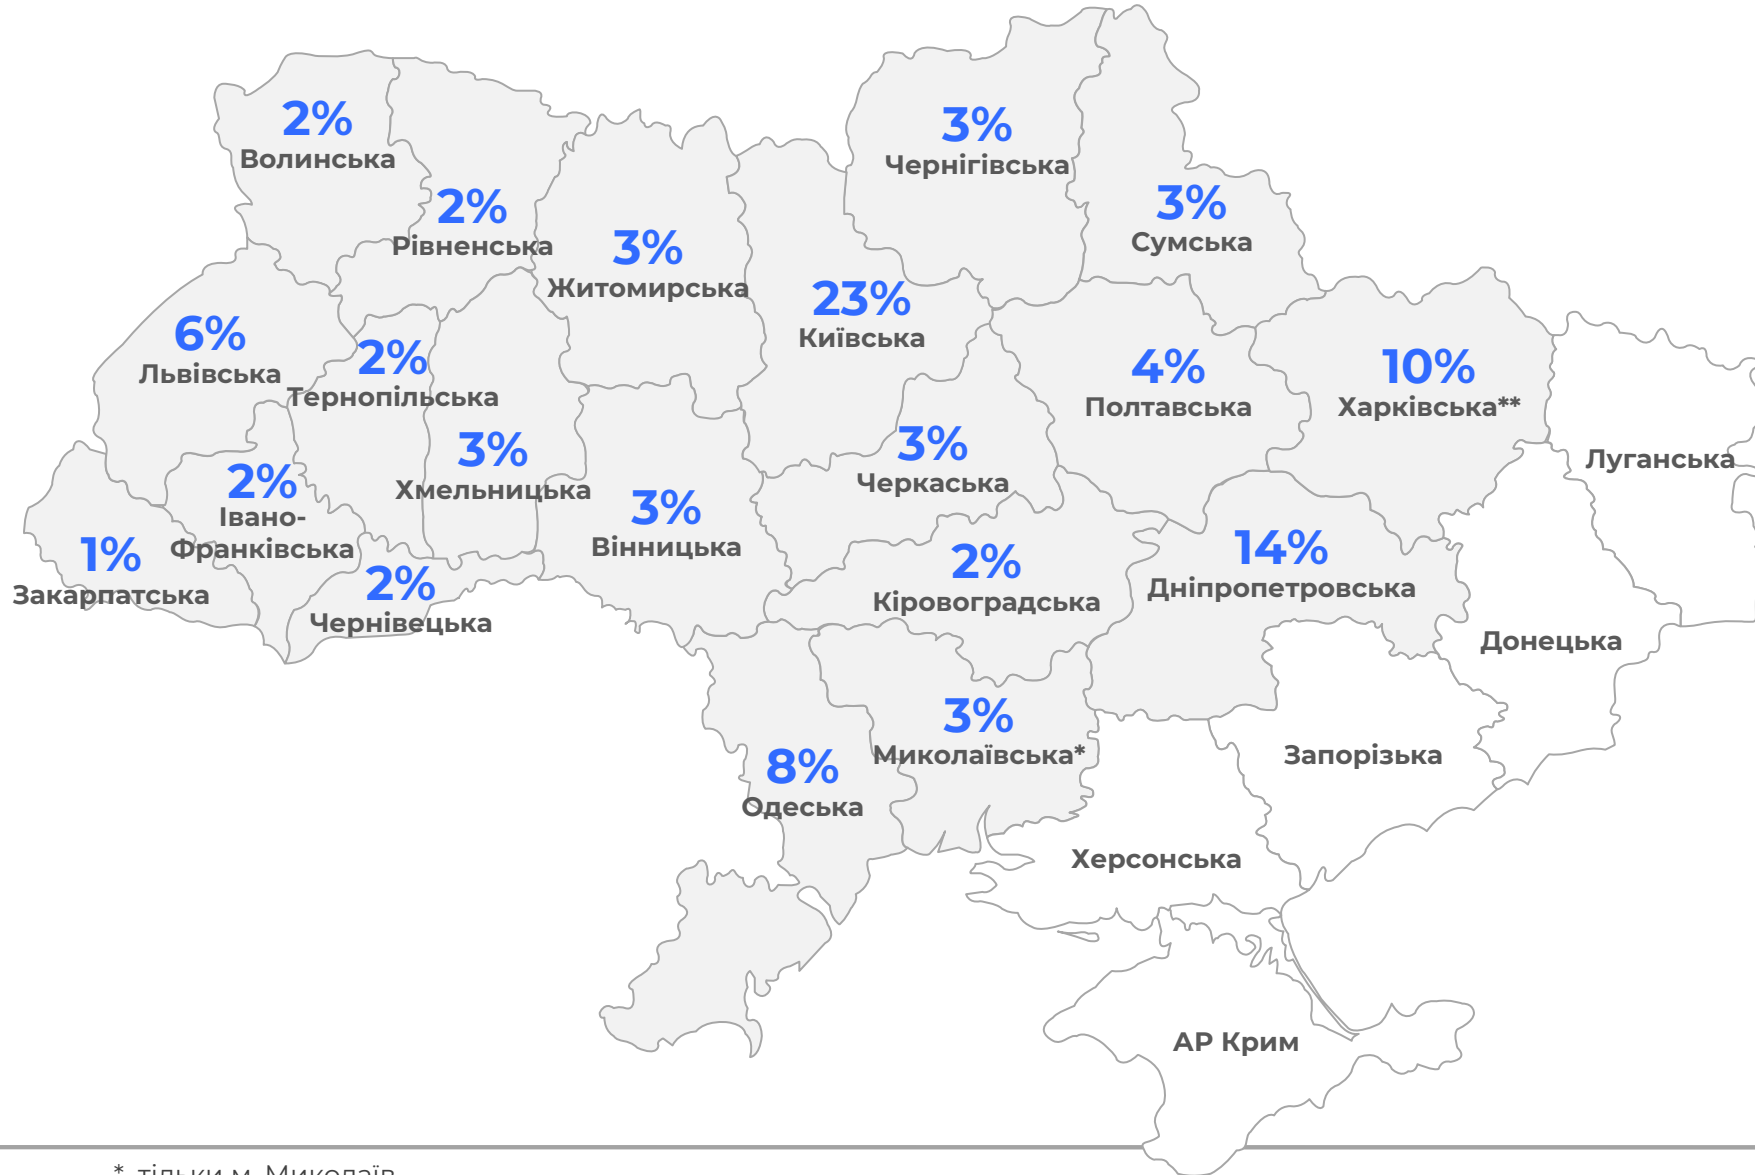 2%
Волинська
3%
Чернігівська
2%
Рівненська
3%
Сумська
3%
Житомирська
23%
Київська
6%
Львівська
2%
Тернопільська
4%
Полтавська
10%
Харківська**
3%
Хмельницька
3%
Черкаська
Луганська
2%
Івано-
Франківська
3%
Вінницька
1%
Закарпатська
2%
Чернівецька
2%
Кіровоградська
14%
Дніпропетровська
Донецька
3%
Миколаївська*
8%
Одеська
Запорізька
Херсонська
АР Крим
* тільки м. Миколаїв